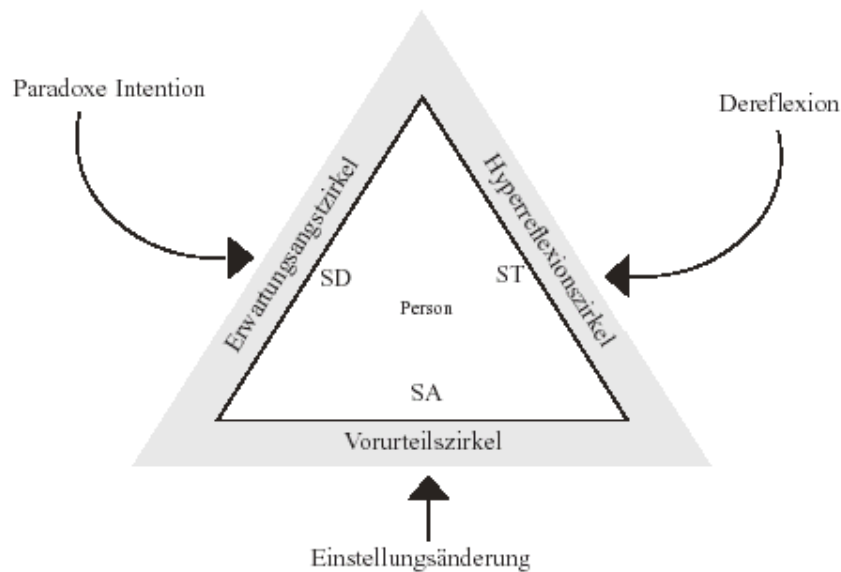 Paradoxe Intention
Dereflexion
Erwartungsangstzirkel
Hyperreflexionszirkel
SD
ST
Person
SA
Vorurteilszirkel
Einstellungsänderung